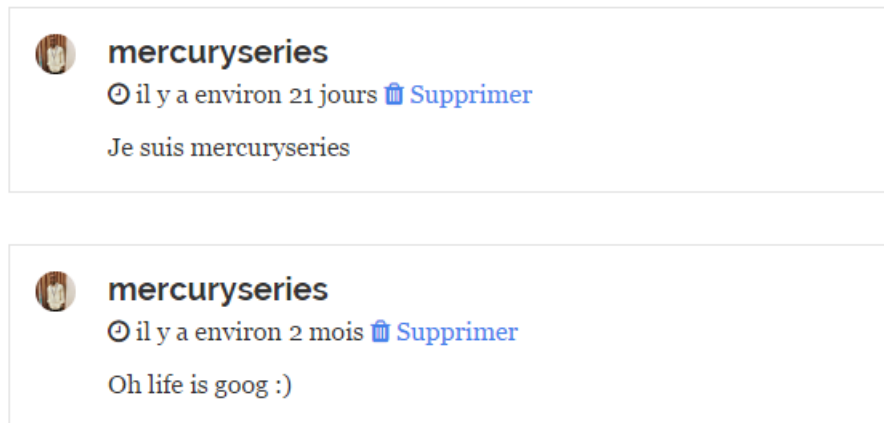 mercuryseries
il y a environ 21 jours Supprimer
Je suis mercuryseries
mercuryseries
il y a environ 2 mois Supprimer
Oh life is goog :)